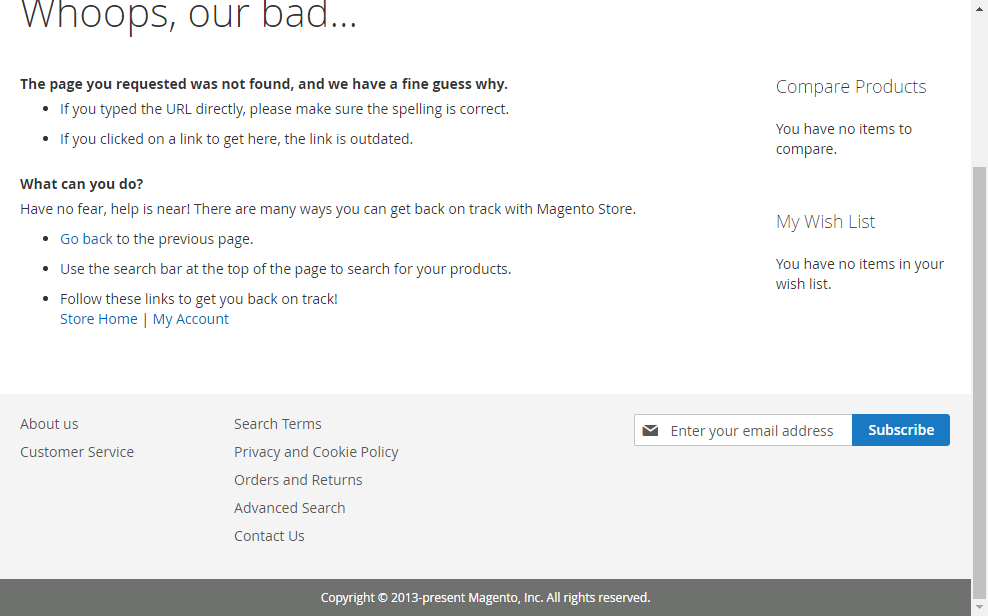 Whoops, our bad...
The page you requested was not found, and we have a fine guess why.
If you typed the URL directly, please make sure the spelling is correct.
If you clicked on a link to get here, the link is outdated.
What can you do?
Have no fear, help is near! There are many ways you can get back on track with Magento Store.
Go back to the previous page.
Use the search bar at the top of the page to search for your products.
Follow these links to get you back on track!
Store Home | My Account
Compare Products
You have no items to
compare.
My Wish List
You have no items in your
wish list.
About us
Customer Service
Search Terms
Privacy and Cookie Policy
Orders and Returns
Advanced Search
Contact Us
Enter your email address
Subscribe
Copyright © 2013-present Magento, Inc. All rights reserved.